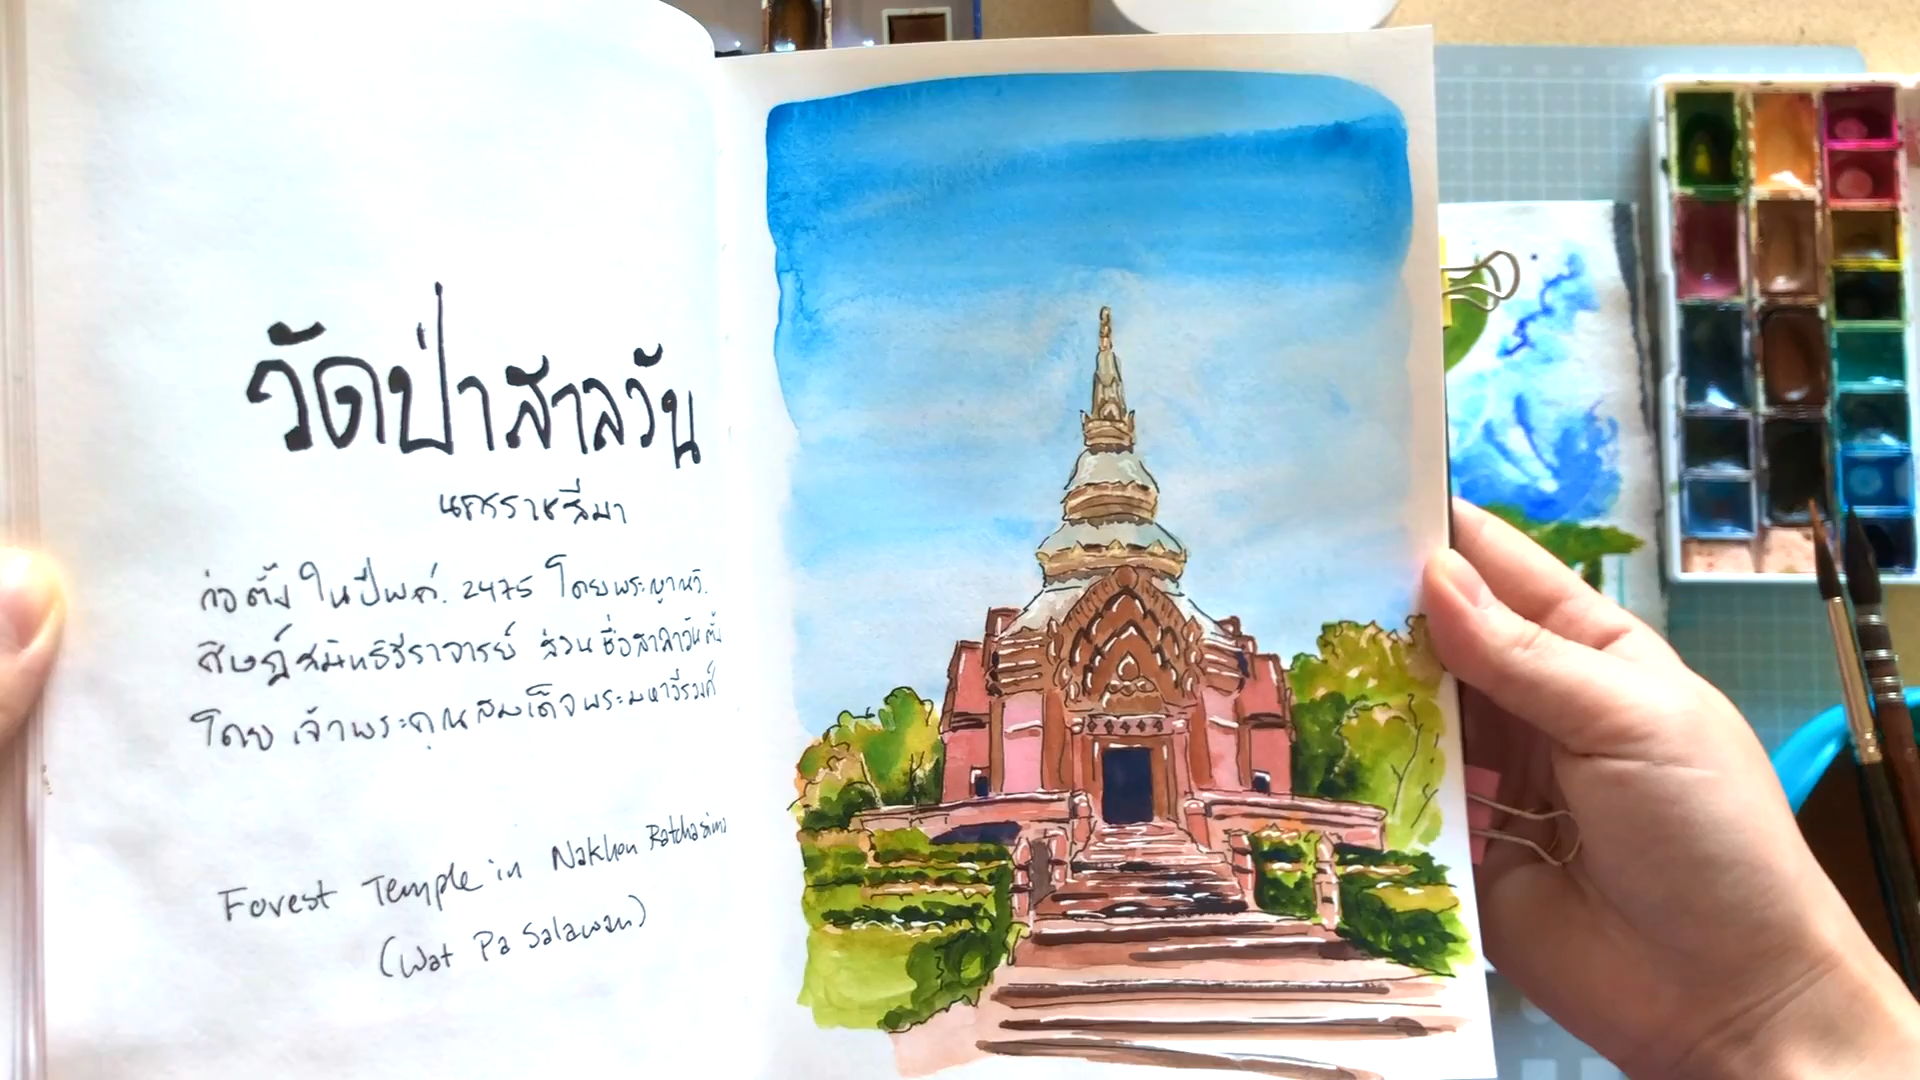 วัดป่าสาลวัน
นครราชสีมา
ก่อตั้ง ในปีพศ. 2475 โดยพระญาณวิ.
ศิษฎ์สมิทธิวีราจารย์ ส่วนชื่อสาลาวันตั้ง
โดย เจ้าพระคุณสมเด็จพระมหาวีรวงศ์
Forest Temple in Nakhon Ratchasima
(Wat Pa Salawan)